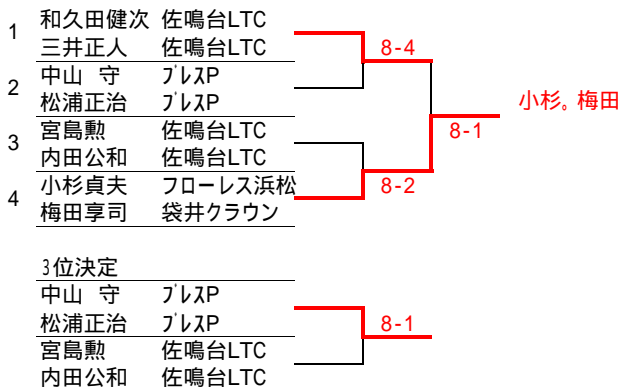 1 和久田健次 佐鳴台LTC
三井正人 佐鳴台LTC
8-4
2 中山 守 プレスP
松浦正治 プレスP
小杉。梅田
3 宮島勲 佐鳴台LTC
内田公和 佐鳴台LTC
8-1
4 小杉貞夫 フローレス浜松
梅田享司 袋井クラウン
8-2
3位決定
中山 守 プレスP
松浦正治 プレスP
8-1
宮島勲 佐鳴台LTC
内田公和 佐鳴台LTC